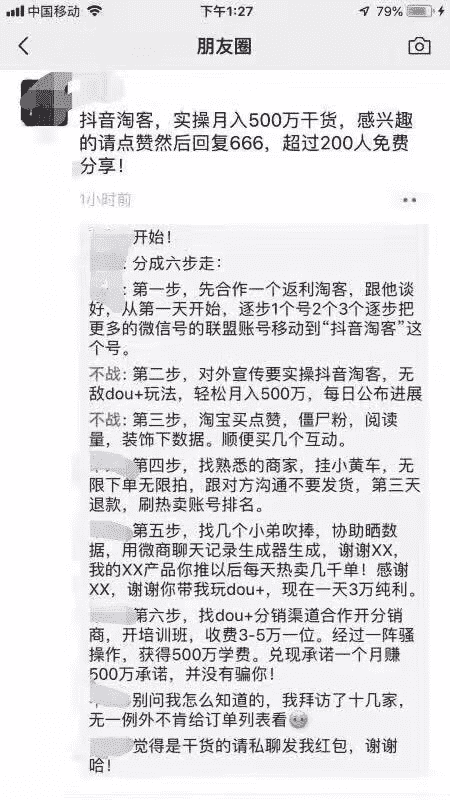 中国移动 下午1:27 79%
朋友圈
抖音淘客，实操月入500万干货，感兴趣
的请点赞然后回复666，超过200人免费
分享！
1小时前
开始！
: 分成六步走：
: 第一步，先合作一个返利淘客，跟他谈
好，从第一天开始，逐步1个号2个3个逐步把
更多的微信号的联盟账号移动到“抖音淘客”这
个号。
不战: 第二步，对外宣传要实操抖音淘客，无
敌dou+玩法，轻松月入500万，每日公布进展
不战: 第三步，淘宝买点赞，僵尸粉，阅读
量，装饰下数据。顺便买几个互动。
第四步，找熟悉的商家，挂小黄车，无
限下单无限拍，跟对方沟通不要发货，第三天
退款，刷热卖账号排名。
第五步，找几个小弟吹捧，协助晒数
据，用微商聊天记录生成器生成，谢谢XX，
我的XX产品你推以后每天热卖几千单！感谢
XX，谢谢你带我玩dou+，现在一天3万纯利。
第六步，找dou+分销渠道合作开分销
商，开培训班，收费3-5万一位。经过一阵骚
操作，获得500万学费。兑现承诺一个月赚
500万承诺，并没有骗你！
别问我怎么知道的，我拜访了十几家，
无一例外不肯给订单列表看
觉得是干货的请私聊发我红包，谢谢
哈！